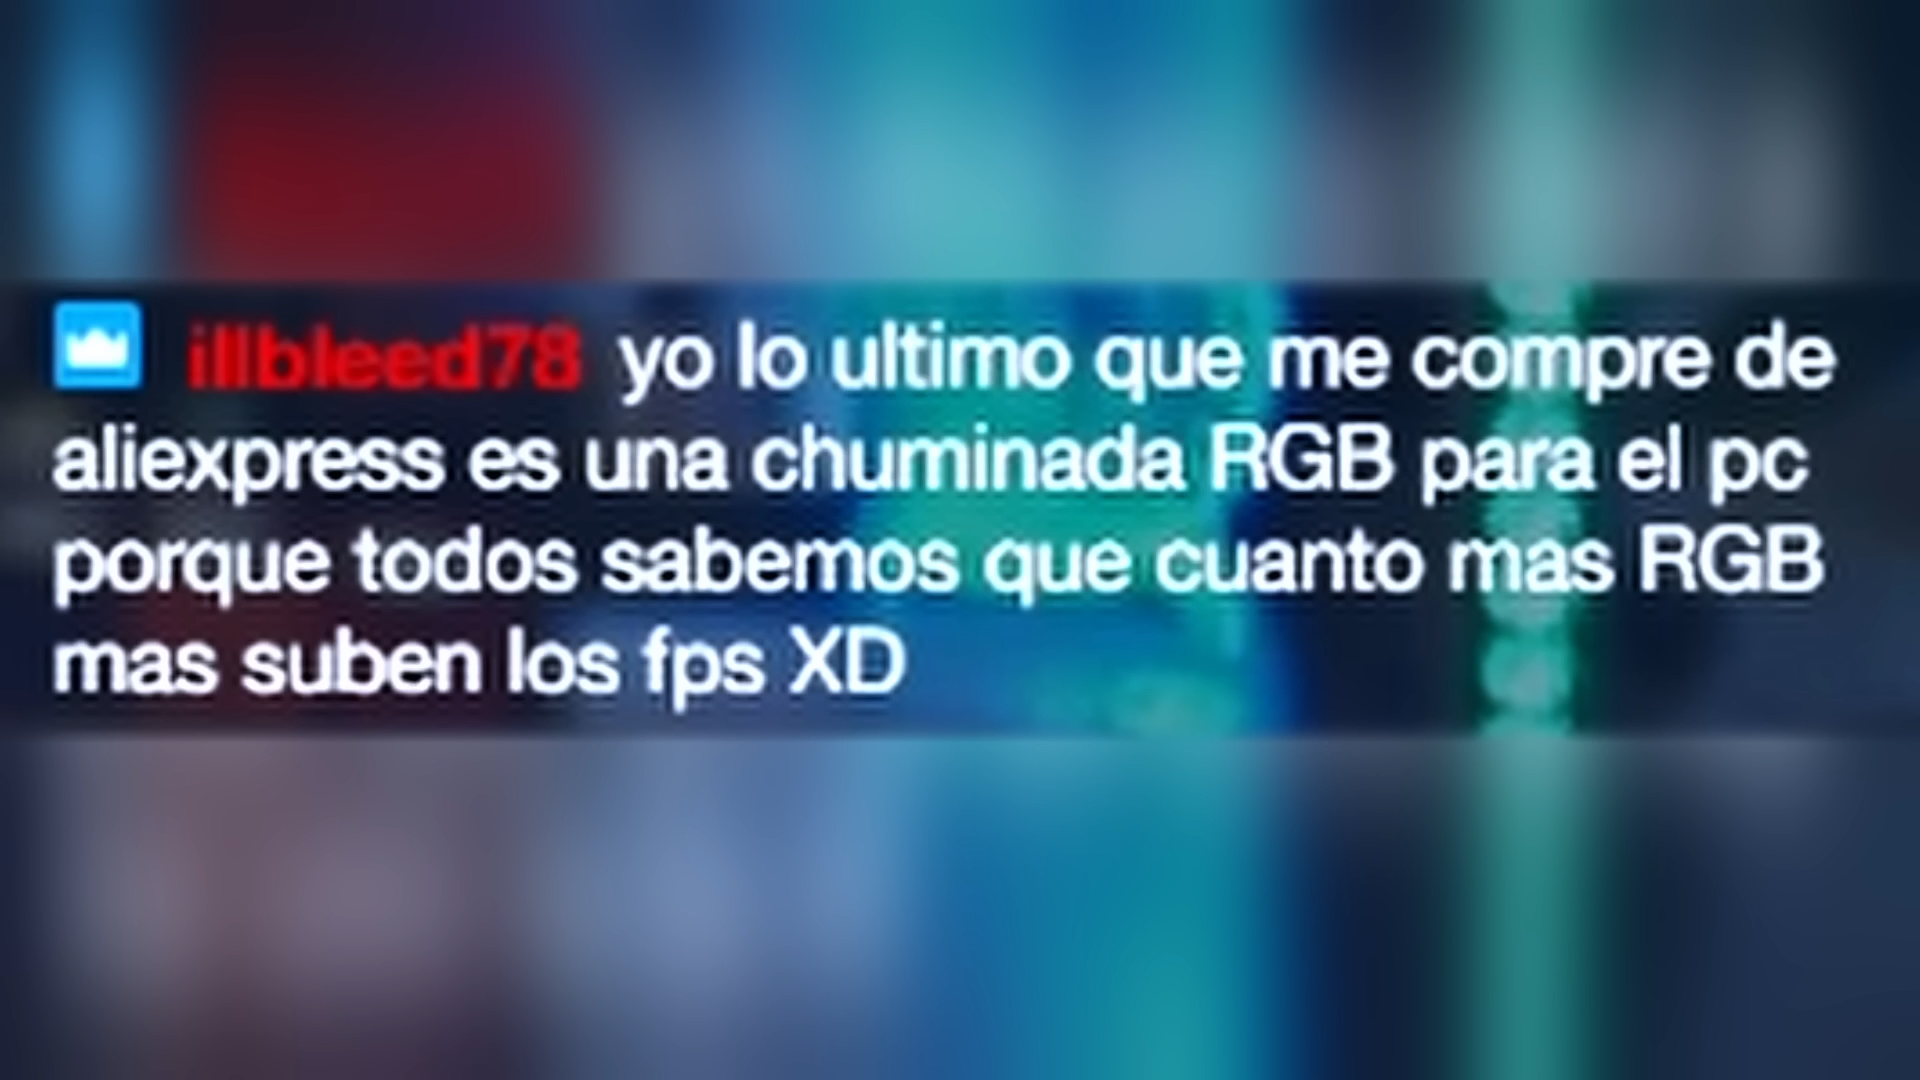 illbleed78 yo lo ultimo que me compre de
aliexpress es una chuminada RGB para el pc
porque todos sabemos que cuanto mas RGB
mas suben los fps XD